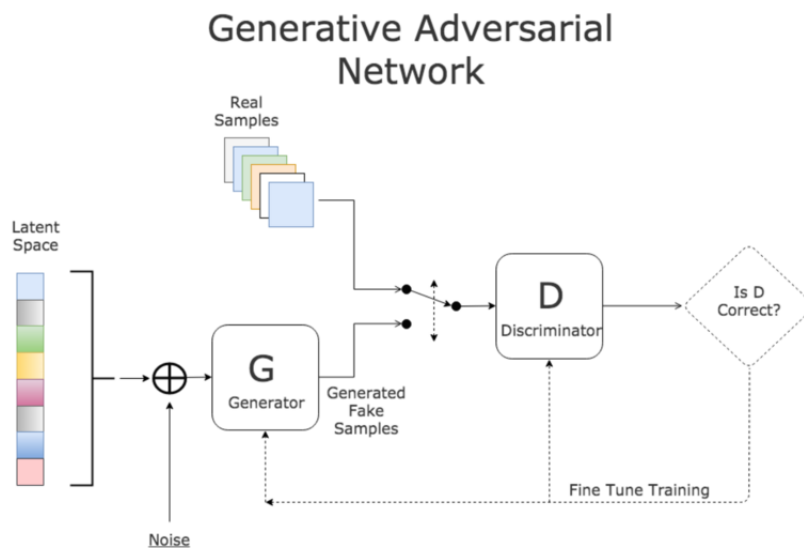 Generative Adversarial
Network
Real
Samples
Latent
Space
G
Generator
Generated
Fake
Samples
D
Discriminator
Is D
Correct?
Fine Tune Training
Noise